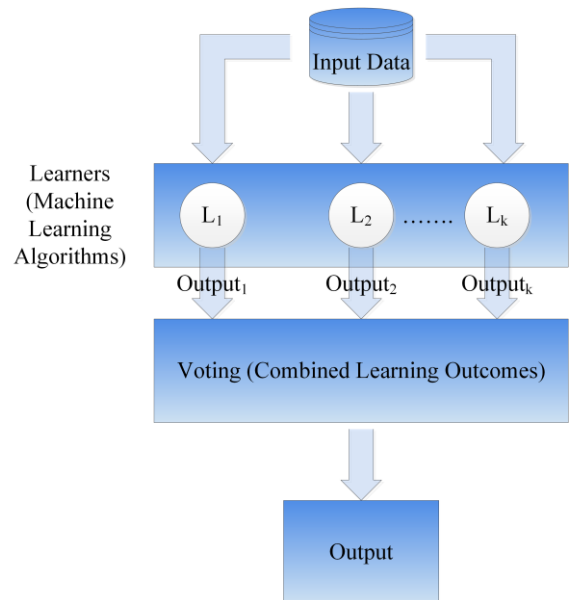 Input Data
Learners
(Machine
Learning
Algorithms)
L₁ L₂ ....... Lₖ
Output₁ Output₂ Outputₖ
Voting (Combined Learning Outcomes)
Output